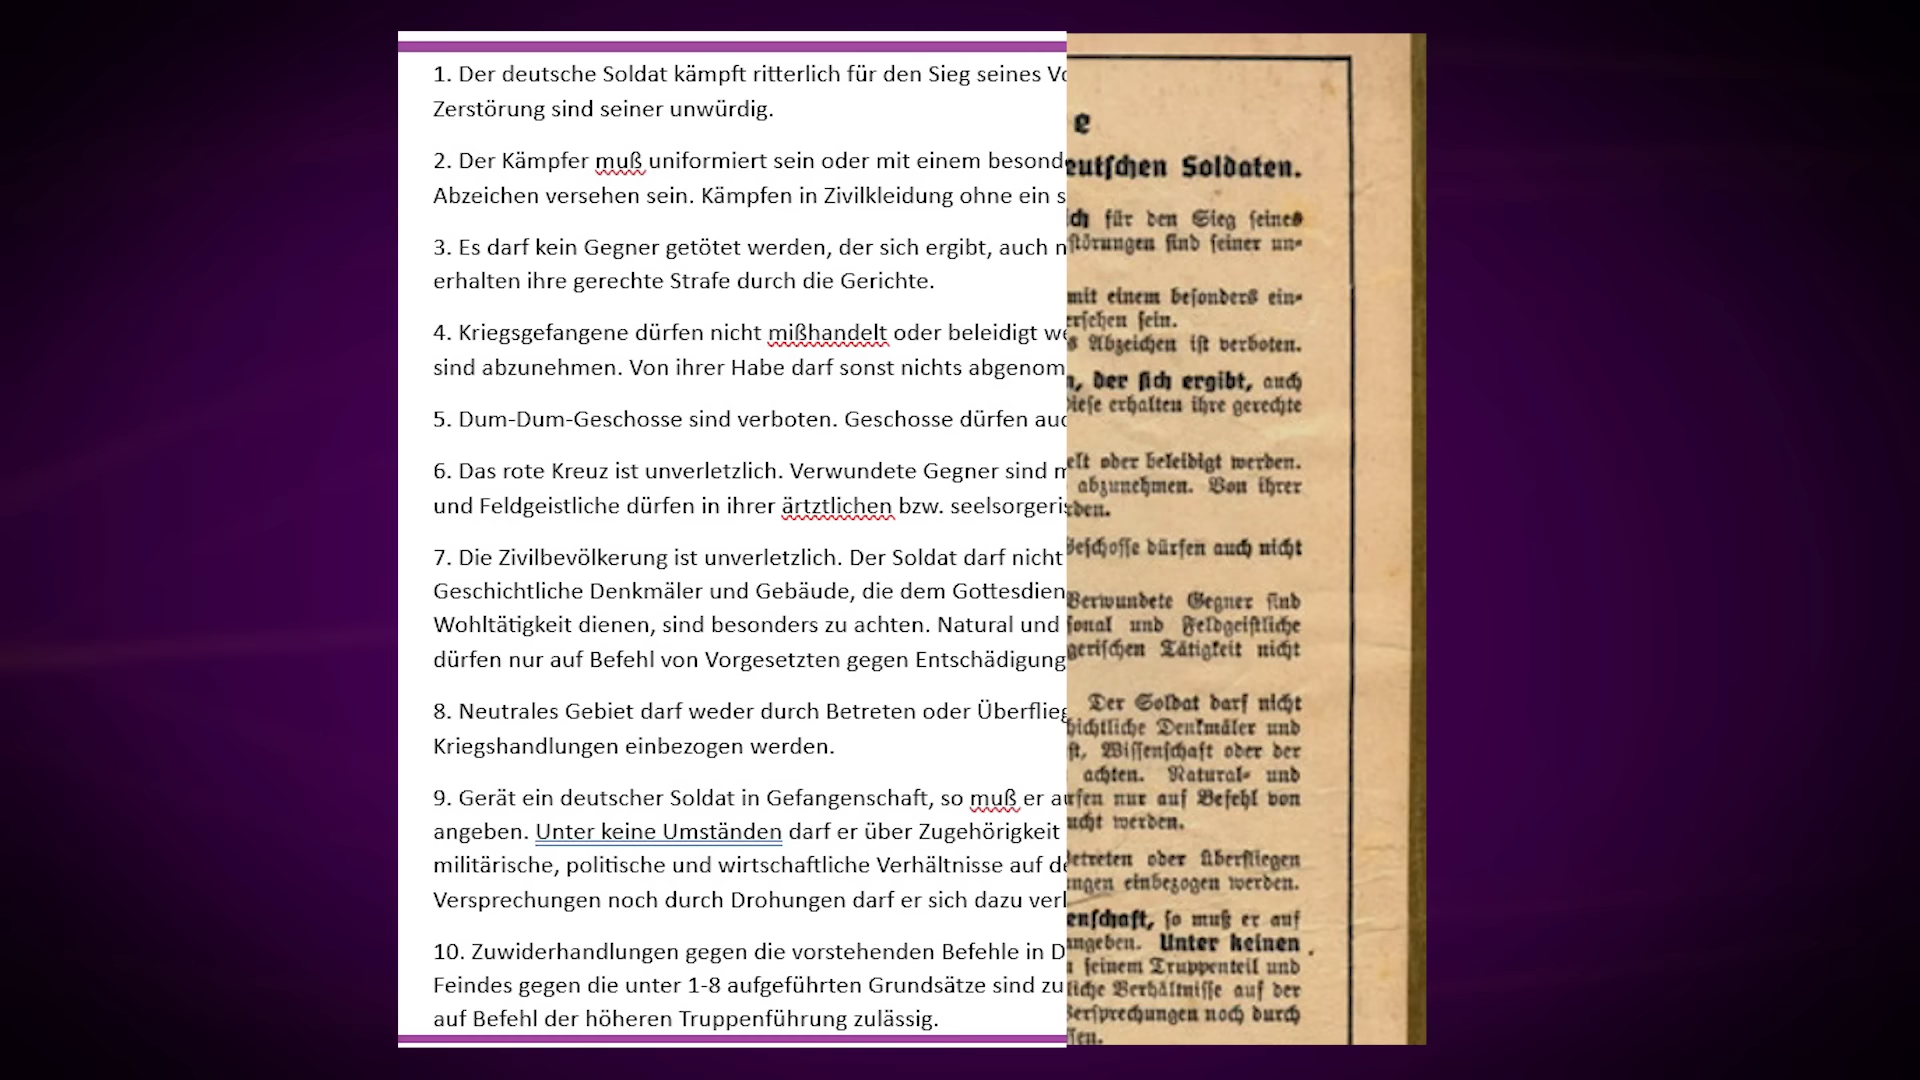 1. Der deutsche Soldat kämpft ritterlich für den Sieg seines
Zerstörung sind seiner unwürdig.
2. Der Kämpfer muß uniformiert sein oder mit einem besond
Abzeichen versehen sein. Kämpfen in Zivilkleidung ohne ein s
3. Es darf kein Gegner getötet werden, der sich ergibt, auch n
erhalten ihre gerechte Strafe durch die Gerichte.
4. Kriegsgefangene dürfen nicht mißhandelt oder beleidigt we
sind abzunehmen. Von ihrer Habe darf sonst nichts abgenom
5. Dum-Dum-Geschosse sind verboten. Geschosse dürfen auc
6. Das rote Kreuz ist unverletzlich. Verwundete Gegner sind m
und Feldgeistliche dürfen in ihrer ärtztlichen bzw. seelsorgeris
7. Die Zivilbevölkerung ist unverletzlich. Der Soldat darf nicht
Geschichtliche Denkmäler und Gebäude, die dem Gottesdien
Wohltätigkeit dienen, sind besonders zu achten. Natural und
dürfen nur auf Befehl von Vorgesetzten gegen Entschädigung
8. Neutrales Gebiet darf weder durch Betreten oder Überflieg
Kriegshandlungen einbezogen werden.
9. Gerät ein deutscher Soldat in Gefangenschaft, so muß er a
angeben. Unter keine Umständen darf er über Zugehörigkeit
militärische, politische und wirtschaftliche Verhältnisse auf de
Versprechungen noch durch Drohungen darf er sich dazu verl
10. Zuwiderhandlungen gegen die vorstehenden Befehle in D
Feindes gegen die unter 1-8 aufgeführten Grundsätze sind zu
auf Befehl der höheren Truppenführung zulässig.
e
eutſchen Soldaten.
ch für den Sieg ſeines
ſtörungen ſind ſeiner un-
mit einem beſonders ein-
erſehen ſein.
s Abzeichen iſt verboten.
n, der ſich ergibt, auch
Dieſe erhalten ihre gerechte
elt oder beleidigt werden.
abzunehmen. Von ihrer
rden.
Geſchoſſe dürfen auch nicht
Verwundete Gegner ſind
ſonal und Feldgeiſtliche
geriſchen Tätigkeit nicht
Der Soldat darf nicht
hichtliche Denkmäler und
ſt, Wiſſenſchaft oder der
achten. Natural- und
rfen nur auf Befehl von
ucht werden.
Betreten oder Überfliegen
ungen einbezogen werden.
enſchaft, ſo muß er auf
angeben. Unter keinen
u ſeinem Truppenteil und
tliche Verhältniſſe auf der
Verſprechungen noch durch
ſſen.